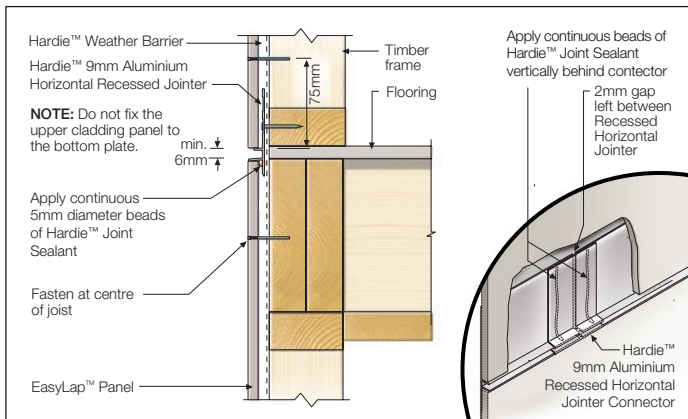 Hardie™ Weather Barrier
Hardie™ 9mm Aluminium
Horizontal Recessed Jointer
NOTE: Do not fix the
upper cladding panel to
the bottom plate.
min.
6mm
Apply continuous
5mm diameter beads
of Hardie™ Joint
Sealant
Fasten at centre
of joist
EasyLap™ Panel
75mm
Timber
frame
Flooring
Apply continuous beads of
Hardie™ Joint Sealant
vertically behind contector
2mm gap
left between
Recessed
Horizontal
Jointer
Hardie™
9mm Aluminium
Recessed Horizontal
Jointer Connector